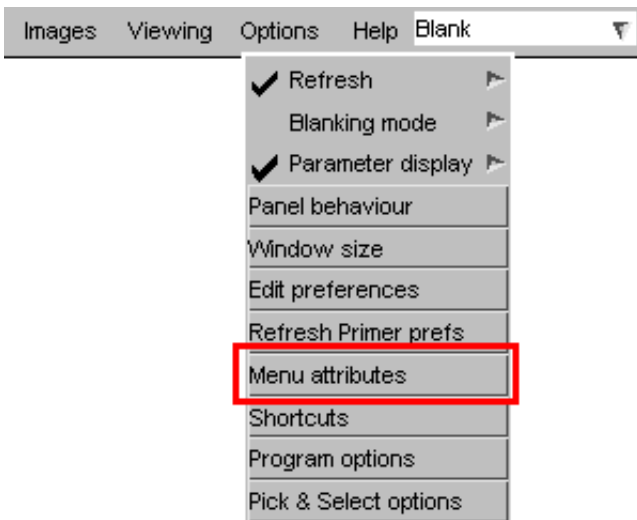 Images Viewing Options Help Blank
Refresh
Blanking mode
Parameter display
Panel behaviour
Window size
Edit preferences
Refresh Primer prefs
Menu attributes
Shortcuts
Program options
Pick & Select options